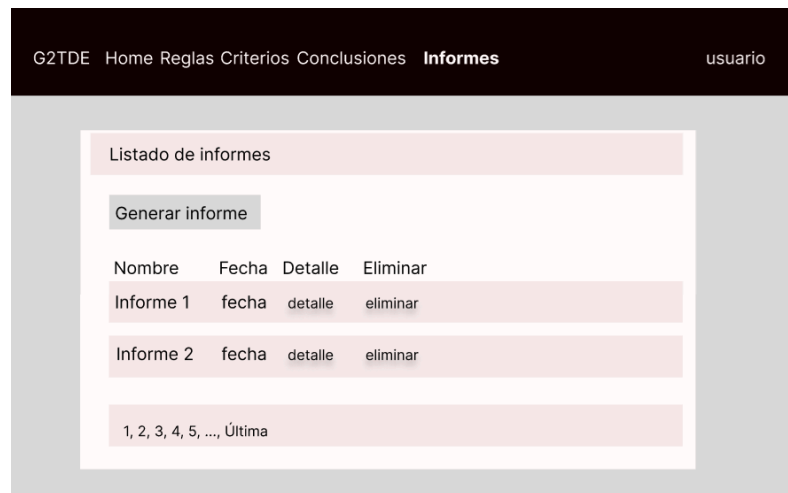 G2TDE Home Reglas Criterios Conclusiones Informes usuario
Listado de informes
Generar informe
Nombre Fecha Detalle Eliminar
Informe 1 fecha detalle eliminar
Informe 2 fecha detalle eliminar
1, 2, 3, 4, 5, ..., Última